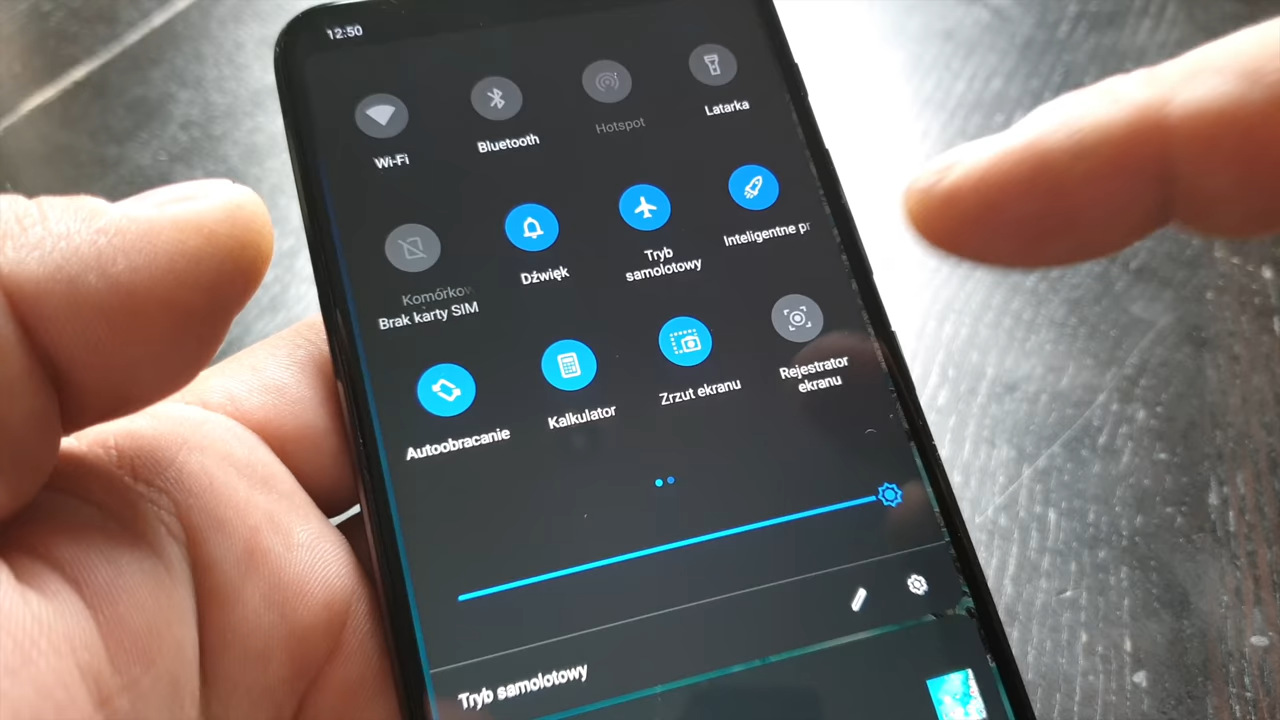 12:50
Wi-Fi
Bluetooth
Hotspot
Latarka
Komórkow
Brak karty SIM
Dźwięk
Tryb
samolotowy
Inteligentne pr
Autoobracanie
Kalkulator
Zrzut ekranu
Rejestrator
ekranu
Tryb samolotowy